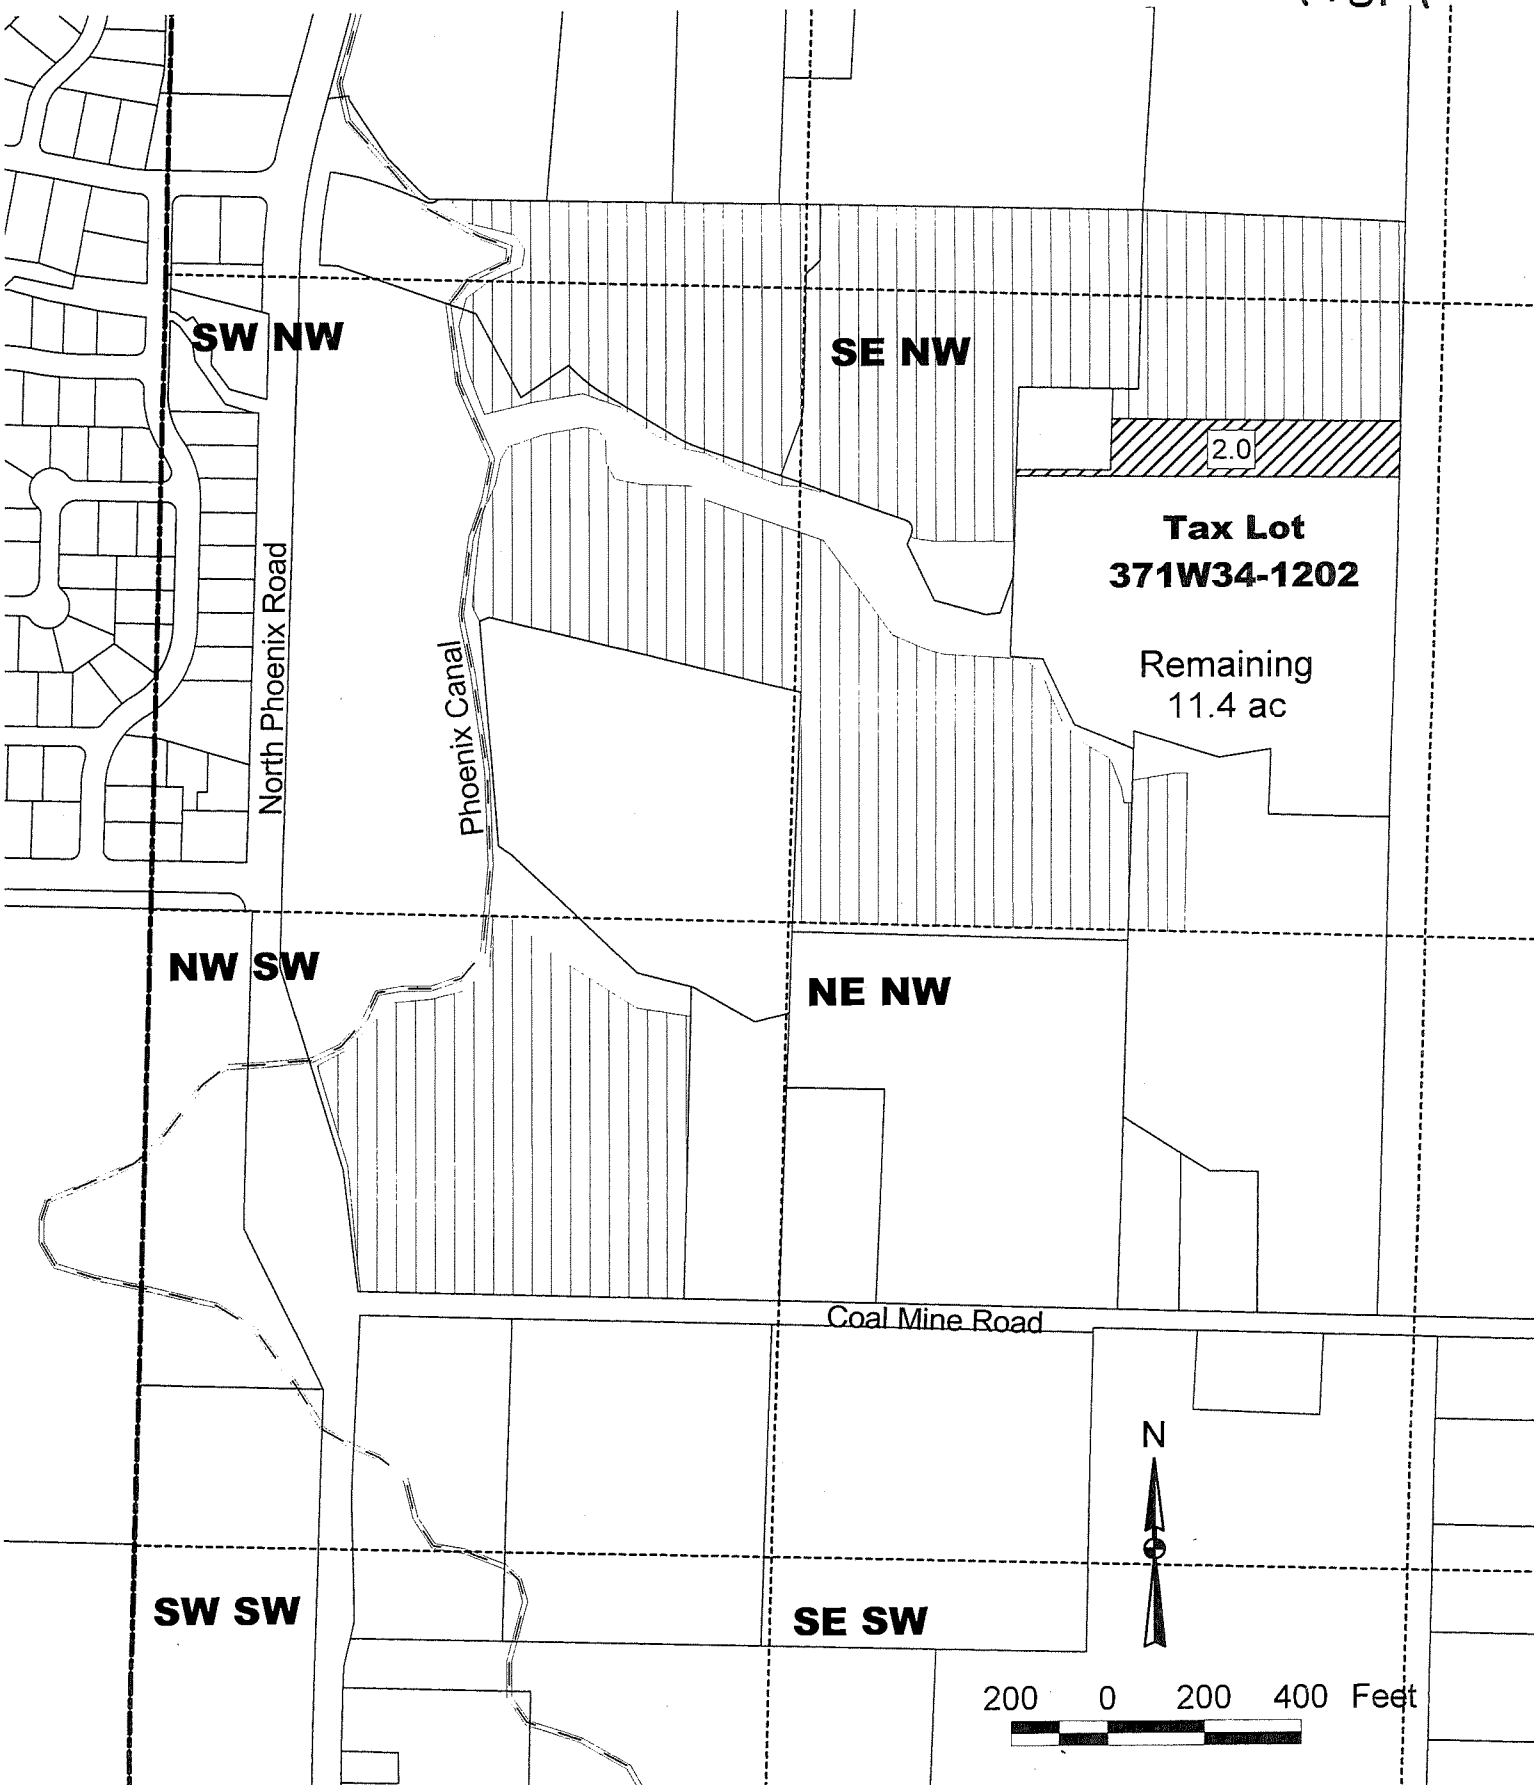 SW NW
SE NW
2.0
Tax Lot
371W34-1202
Remaining
11.4 ac
North Phoenix Road
Phoenix Canal
NW SW
NE NW
Coal Mine Road
N
SW SW
SE SW
200 0 200 400 Feet